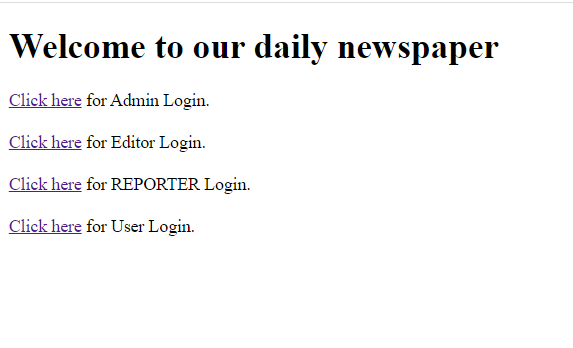 Welcome to our daily newspaper
Click here for Admin Login.
Click here for Editor Login.
Click here for REPORTER Login.
Click here for User Login.